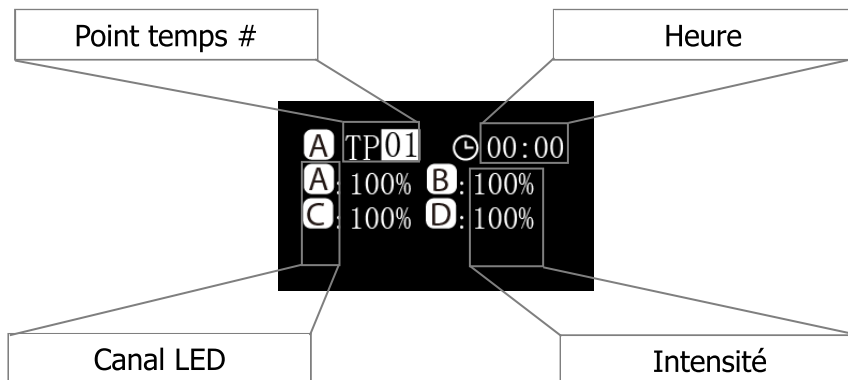 Point temps #
Heure
A TP01 00:00
A: 100% B: 100%
C: 100% D: 100%
Canal LED
Intensité